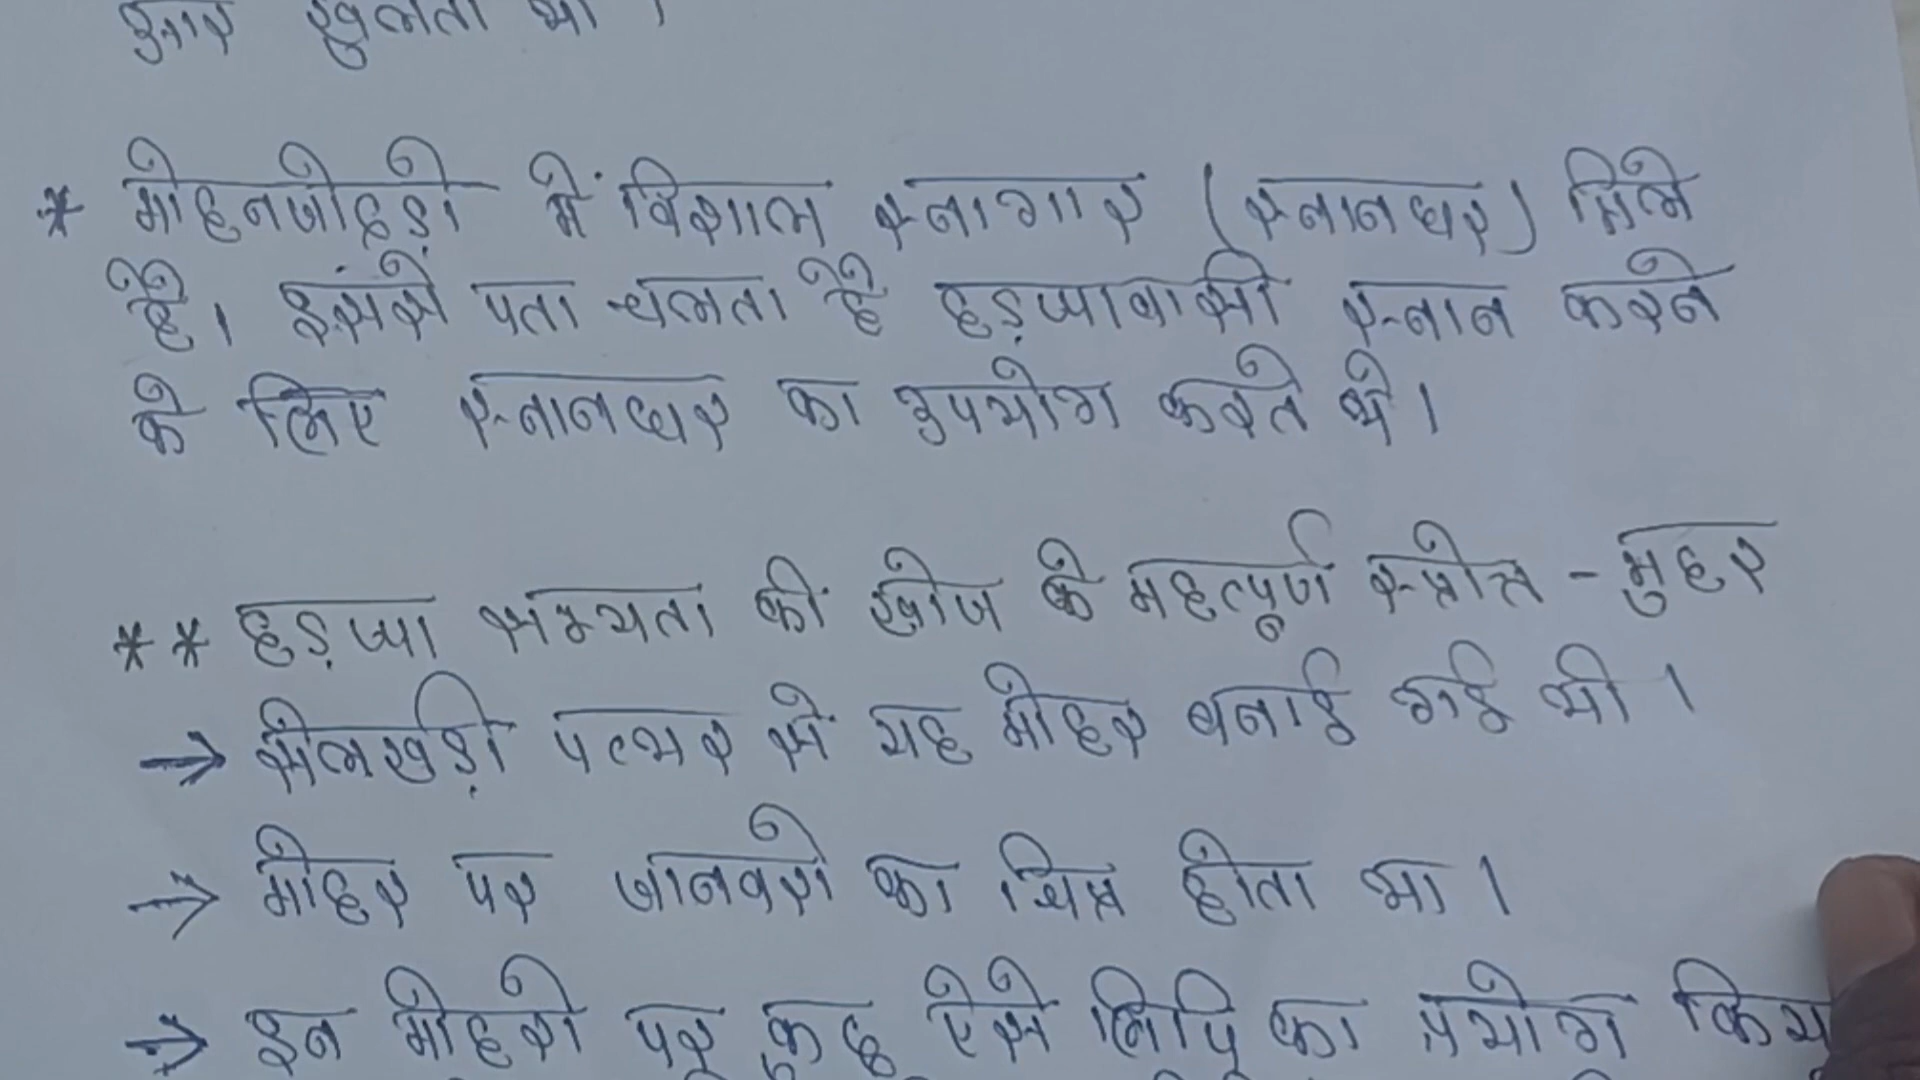 खुलता था ।
* मोहनजोदड़ो में विशाल स्नागार (स्नानघर) मिले
है । इससे पता चलता है हड़प्पावासी स्नान करने
के लिए स्नानघर का उपयोग करते थे ।
** हड़प्पा सभ्यता की खोज के महत्पूर्ण स्त्रोत - मुहर
→ सेलखड़ी पत्थर से यह मोहर बनाई गई थी ।
→ मोहर पर जानवरो का चित्र होता था ।
→ इन मोहरो पर कुछ ऐसे लिपि का प्रयोग